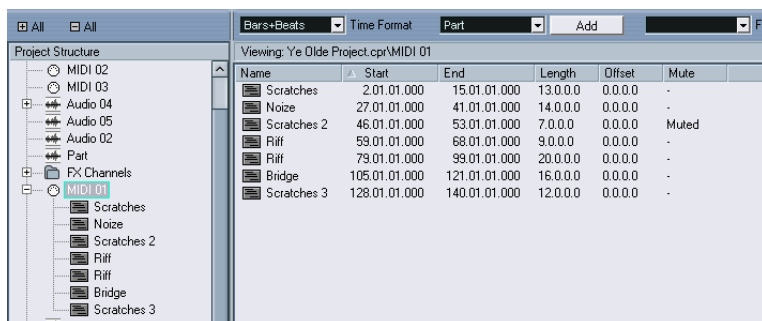 All All Bars+Beats Time Format Part Add F
Project Structure Viewing: Ye Olde Project.cpr\MIDI 01
MIDI 02
MIDI 03
Audio 04
Audio 05
Audio 02
Part
FX Channels
MIDI 01
Scratches
Noize
Scratches 2
Riff
Riff
Bridge
Scratches 3
Name Start End Length Offset Mute
Scratches 2.01.01.000 15.01.01.000 13.0.0.0 0.0.0.0 -
Noize 27.01.01.000 41.01.01.000 14.0.0.0 0.0.0.0 -
Scratches 2 46.01.01.000 53.01.01.000 7.0.0.0 0.0.0.0 Muted
Riff 59.01.01.000 68.01.01.000 9.0.0.0 0.0.0.0 -
Riff 79.01.01.000 99.01.01.000 20.0.0.0 0.0.0.0 -
Bridge 105.01.01.000 121.01.01.000 16.0.0.0 0.0.0.0 -
Scratches 3 128.01.01.000 140.01.01.000 12.0.0.0 0.0.0.0 -